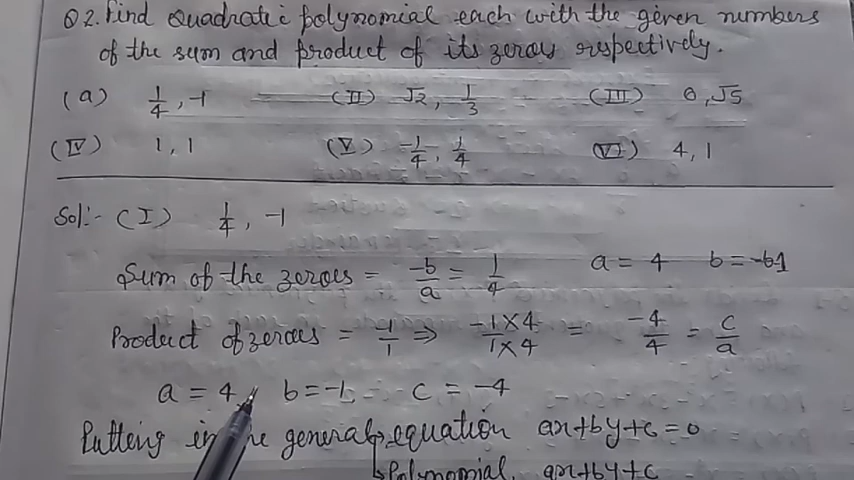 Q2. Find Quadratic polynomial each with the given numbers
of the sum and product of its zeroes respectively.
(a) 1/4, -1 (II) √2, 1/3 (III) 0, √5
(IV) 1, 1 (V) -1/4, 1/4 (VI) 4, 1
Sol:- (I) 1/4, -1
Sum of the zeroes = -b/a = 1/4 a = 4 b = -1
Product of zeroes = -1/1 ⇒ -1×4/1×4 = -4/4 = c/a
a = 4, b = -1, c = -4
Putting in general equation ax+by+c=0
Polynomial ax+by+c